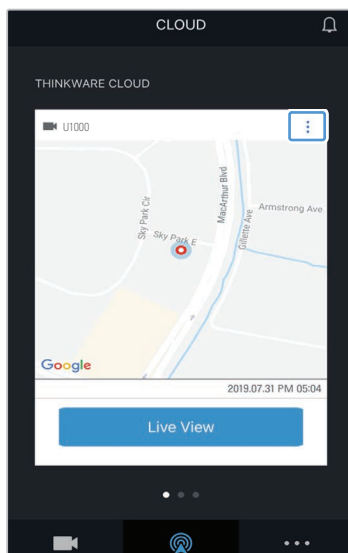 CLOUD
THINKWARE CLOUD
U1000
MacArthur Blvd
Sky Park Cir
Armstrong Ave
Gillette Ave
Sky Park E
Google
2019.07.31 PM 05:04
Live View